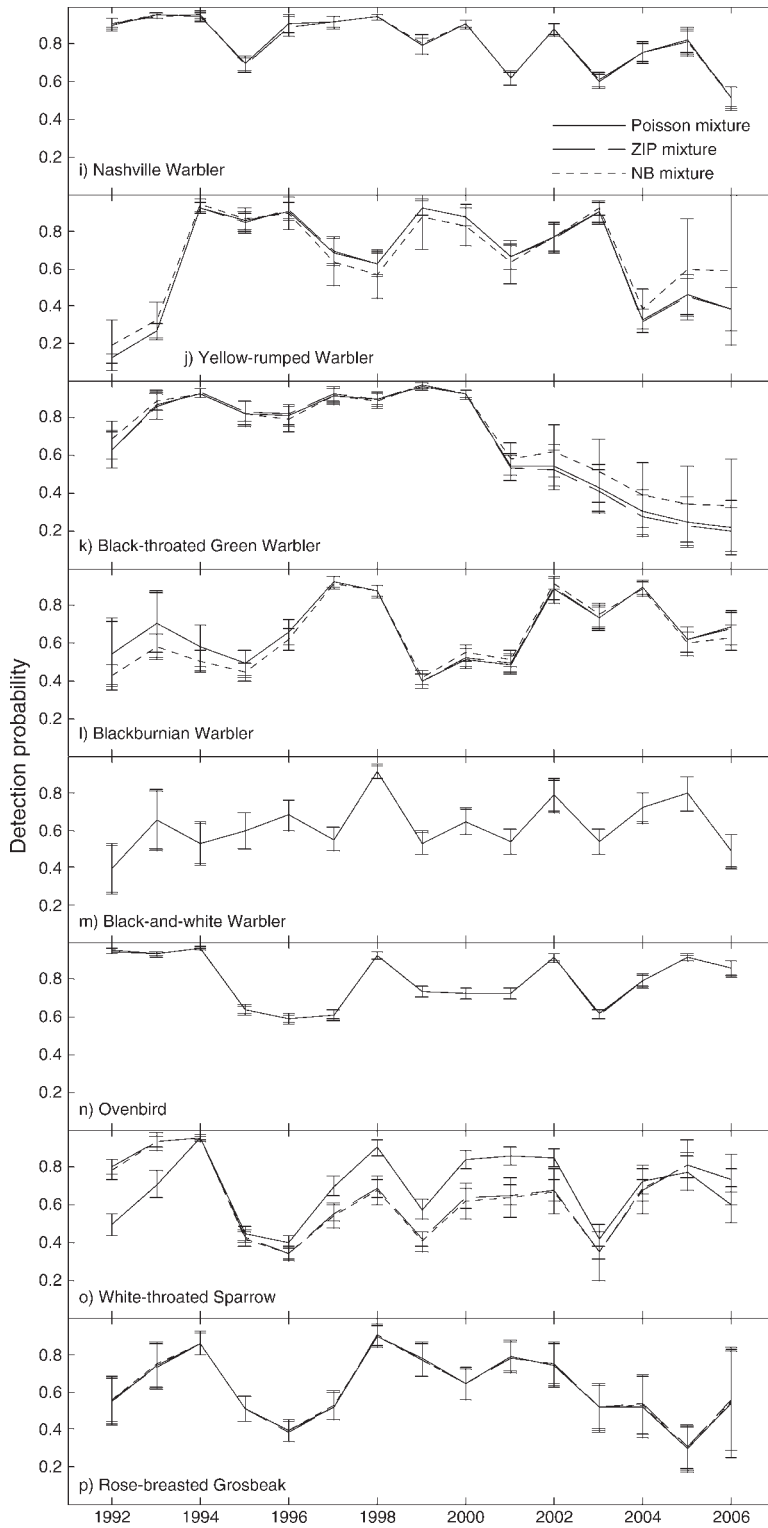 Detection probability
0.8
0.6
0.4
0.2
i) Nashville Warbler
Poisson mixture
ZIP mixture
NB mixture
0.8
0.6
0.4
0.2
j) Yellow-rumped Warbler
0.8
0.6
0.4
0.2
k) Black-throated Green Warbler
0.8
0.6
0.4
0.2
l) Blackburnian Warbler
0.8
0.6
0.4
0.2
m) Black-and-white Warbler
0.8
0.6
0.4
0.2
n) Ovenbird
0.8
0.6
0.4
0.2
o) White-throated Sparrow
0.8
0.6
0.4
0.2
p) Rose-breasted Grosbeak
1992 1994 1996 1998 2000 2002 2004 2006